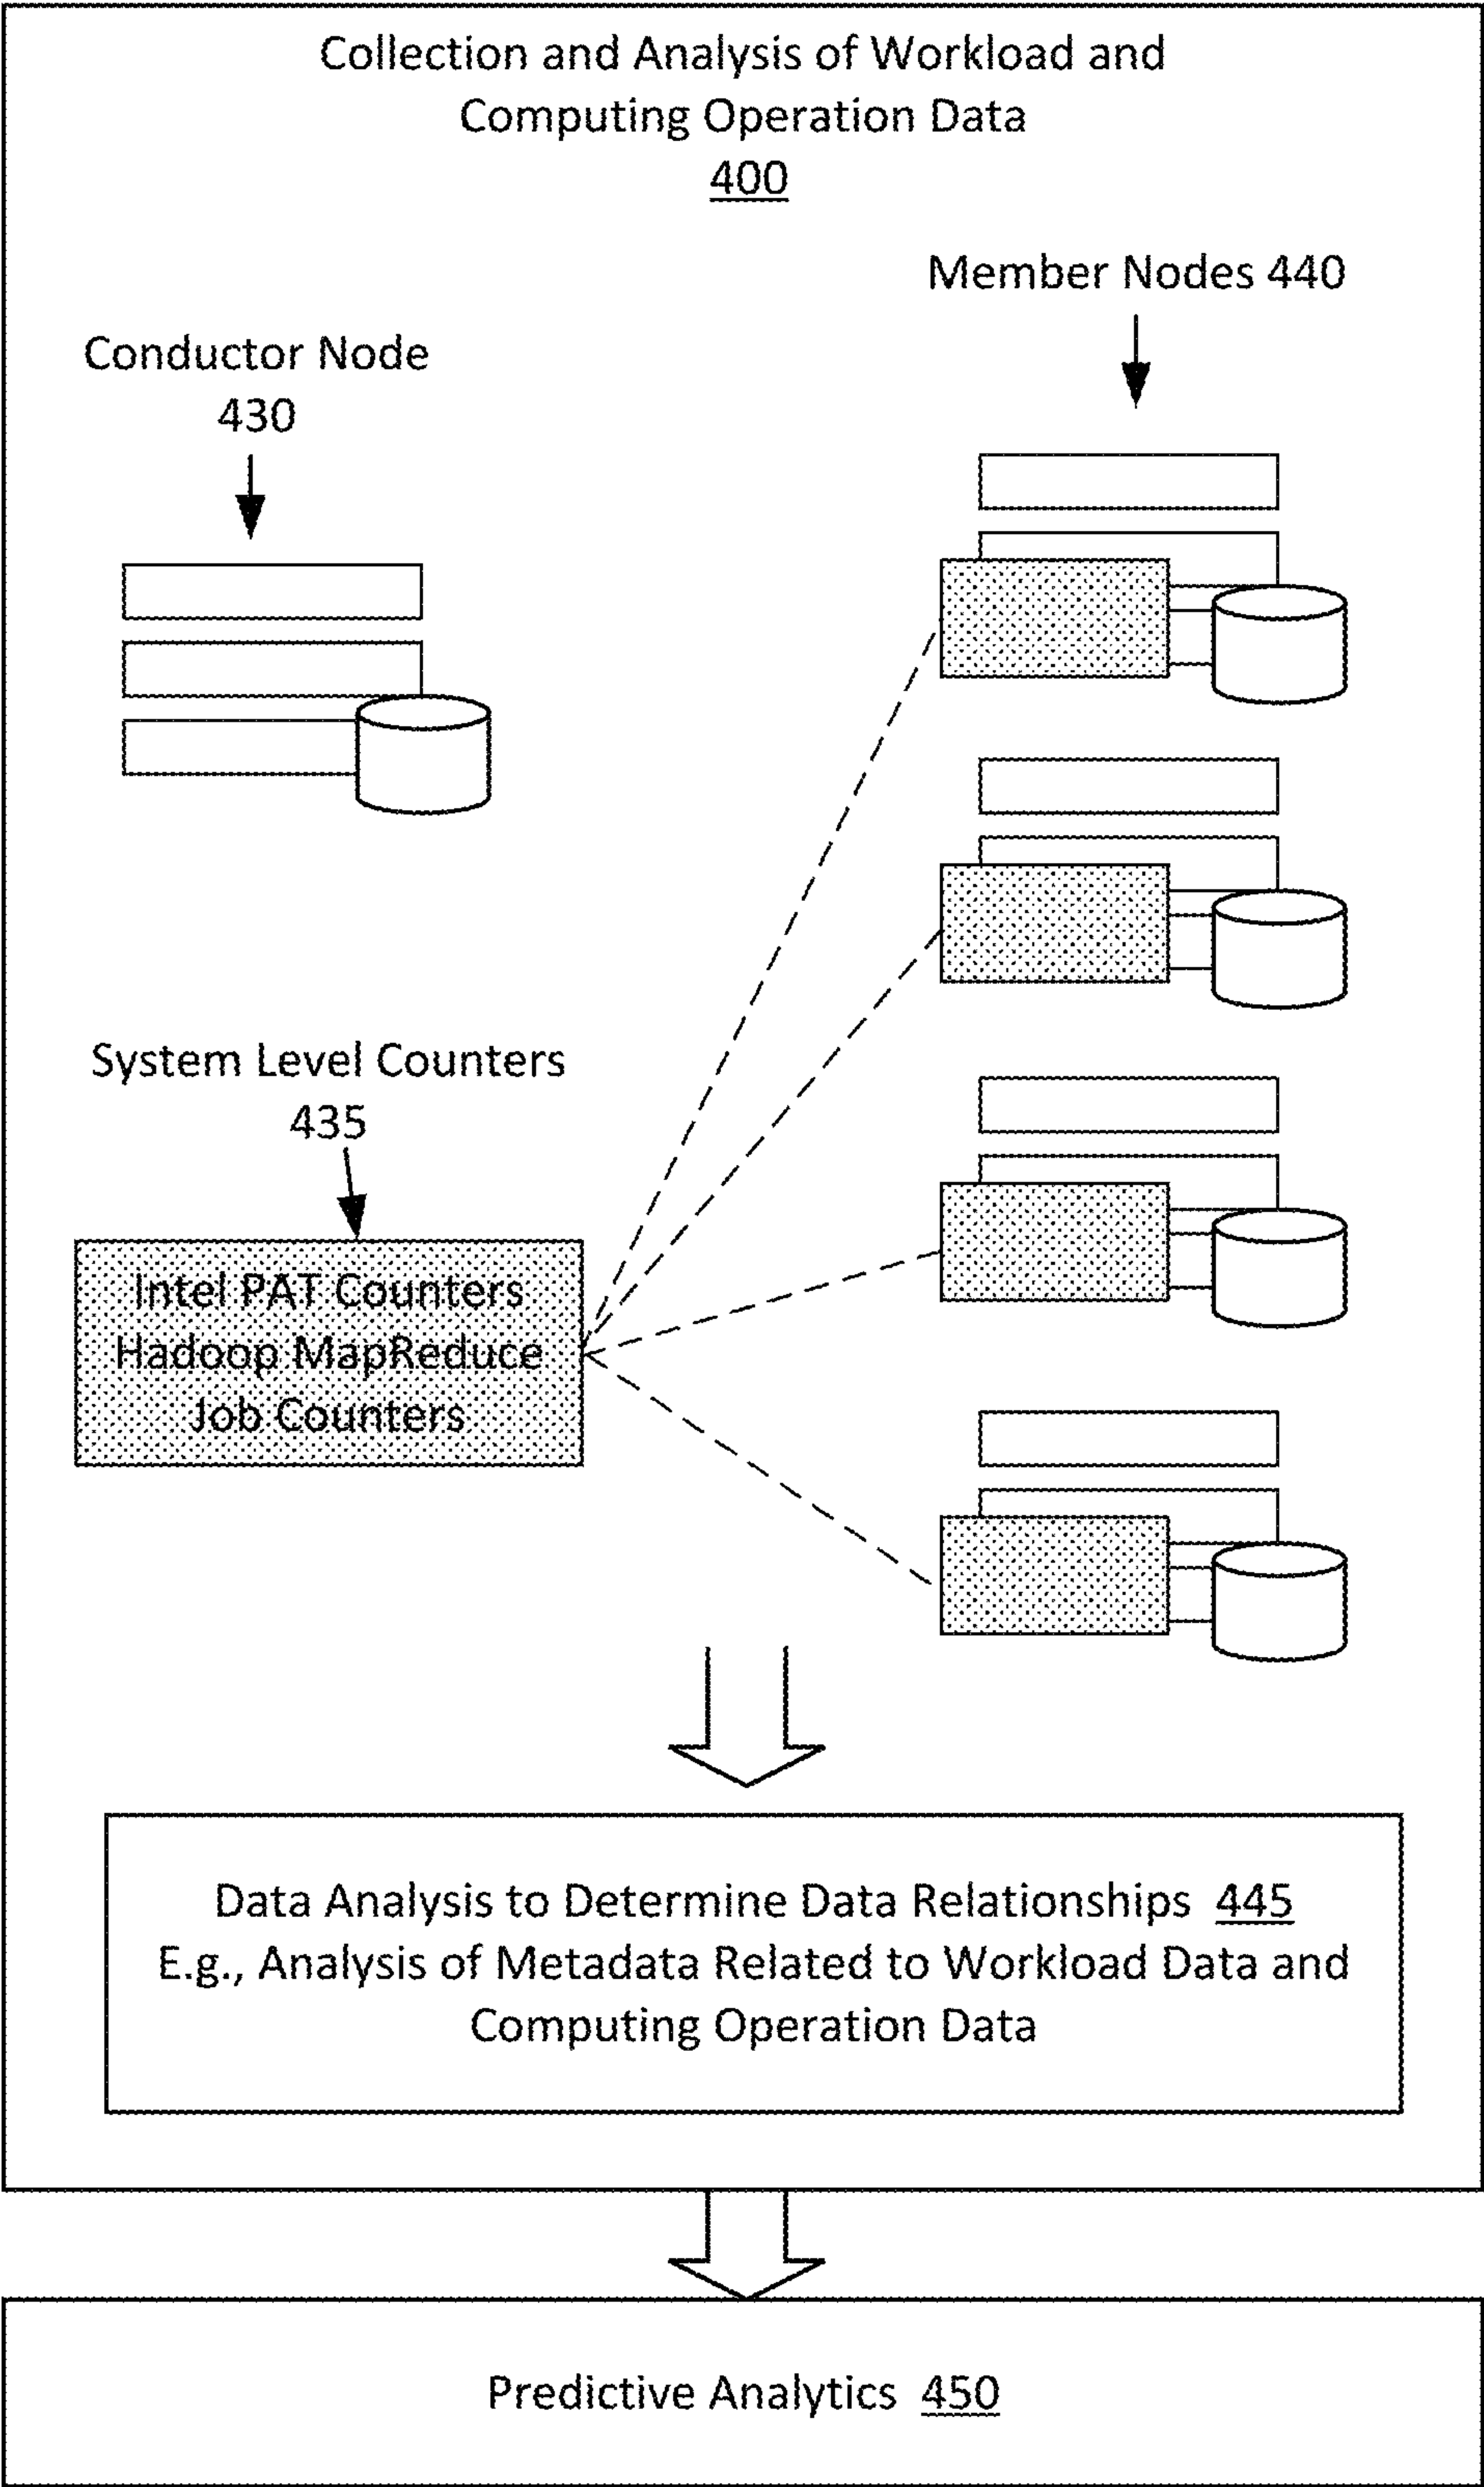 Collection and Analysis of Workload and
Computing Operation Data
400
Member Nodes 440
Conductor Node
430
System Level Counters
435
Intel PAT Counters
Hadoop MapReduce
Job Counters
Data Analysis to Determine Data Relationships 445
E.g., Analysis of Metadata Related to Workload Data and
Computing Operation Data
Predictive Analytics 450